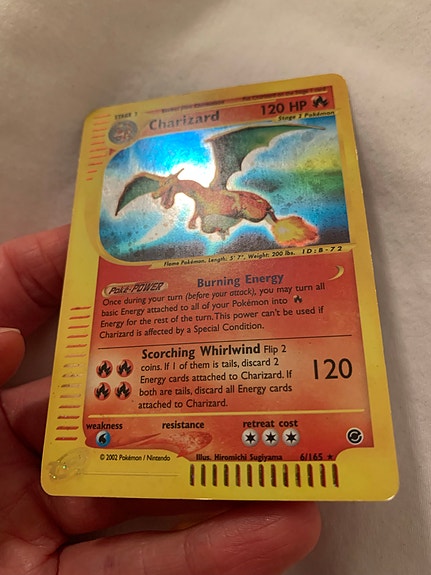 STAGE 2
120 HP
Charizard
Stage 2 Pokémon
Flame Pokémon. Length: 5' 7", Weight: 200 lbs. ID: B-72
Poké-POWER Burning Energy
Once during your turn (before your attack), you may turn all
basic Energy attached to all of your Pokémon into
Energy for the rest of the turn. This power can't be used if
Charizard is affected by a Special Condition.
Scorching Whirlwind Flip 2
coins. If 1 of them is tails, discard 2
Energy cards attached to Charizard. If
both are tails, discard all Energy cards
attached to Charizard.
120
weakness resistance retreat cost
© 2002 Pokémon / Nintendo Illus. Hiromichi Sugiyama 6/165 ★